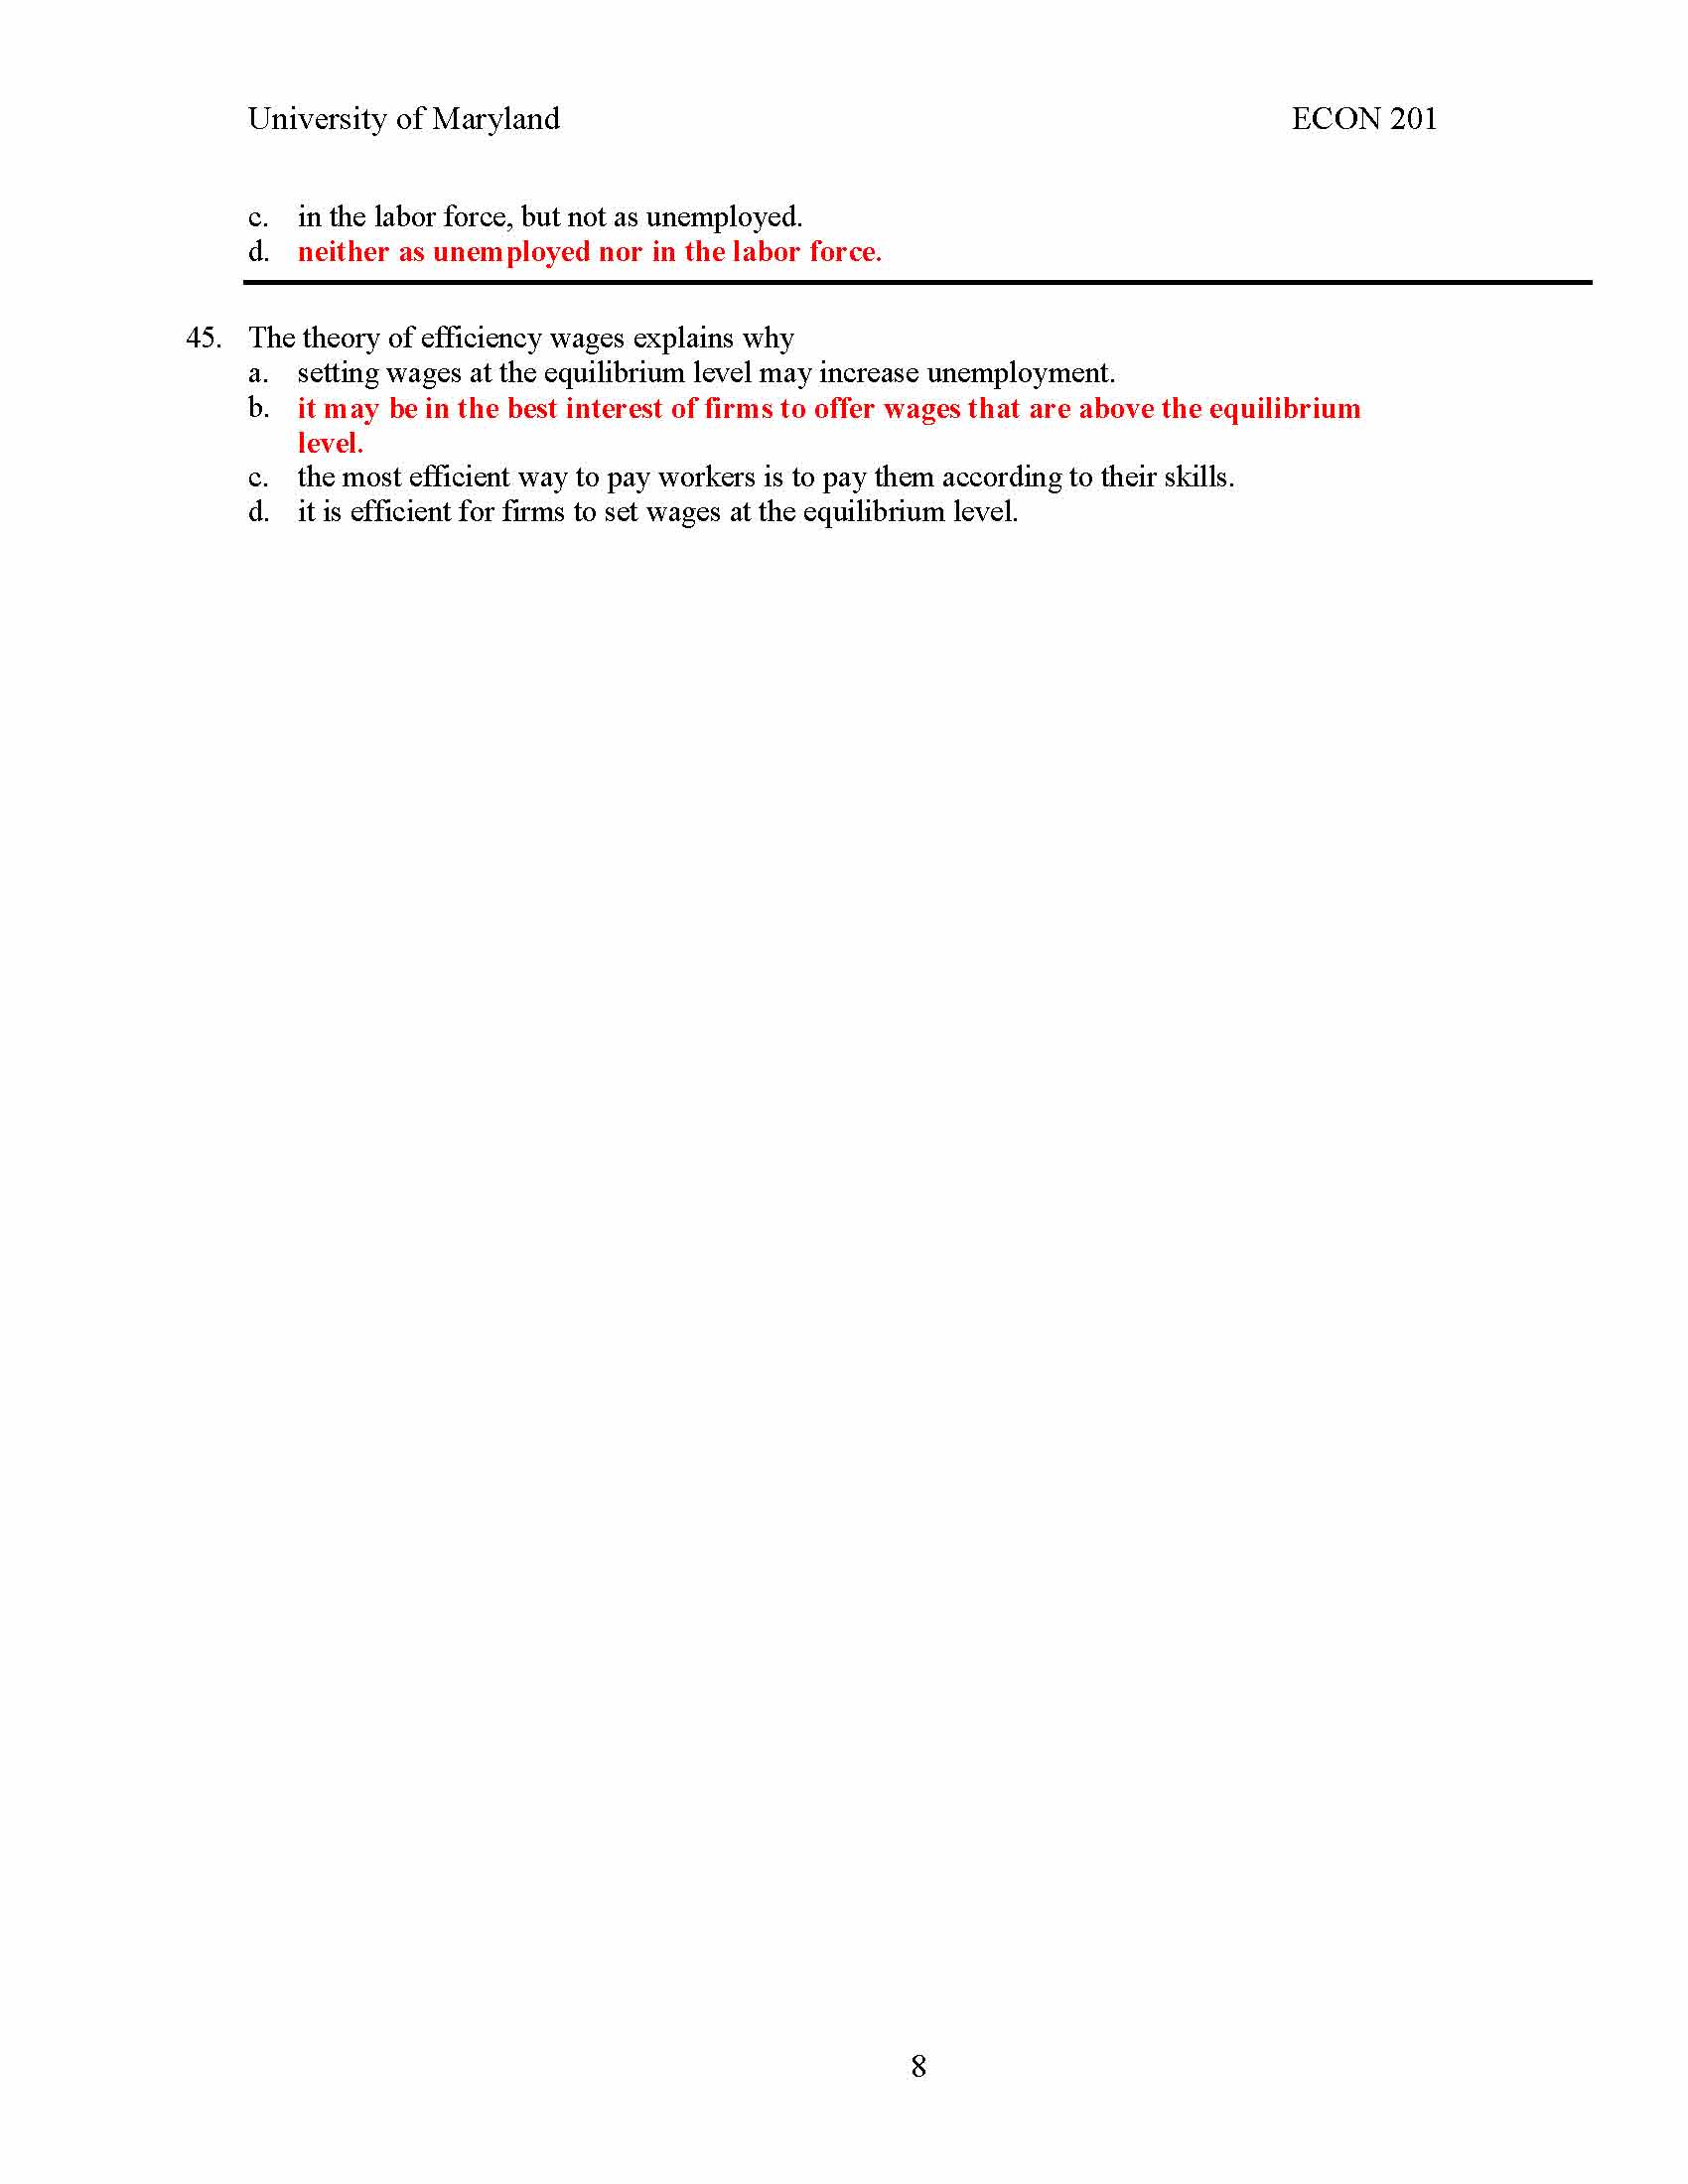 University of Maryland ECON 201
c. in the labor force, but not as unemployed.
d. neither as unemployed nor in the labor force.
45. The theory of efficiency wages explains why
a. setting wages at the equilibrium level may increase unemployment.
b. it may be in the best interest of firms to offer wages that are above the equilibrium
level.
c. the most efficient way to pay workers is to pay them according to their skills.
d. it is efficient for firms to set wages at the equilibrium level.
8